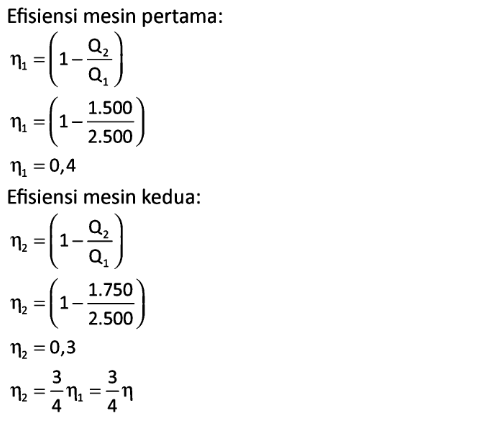 Efisiensi mesin pertama:
η₁ = (1 − Q₂/Q₁)
η₁ = (1 − 1.500/2.500)
η₁ = 0,4
Efisiensi mesin kedua:
η₂ = (1 − Q₂/Q₁)
η₂ = (1 − 1.750/2.500)
η₂ = 0,3
η₂ = 3/4 η₁ = 3/4 η